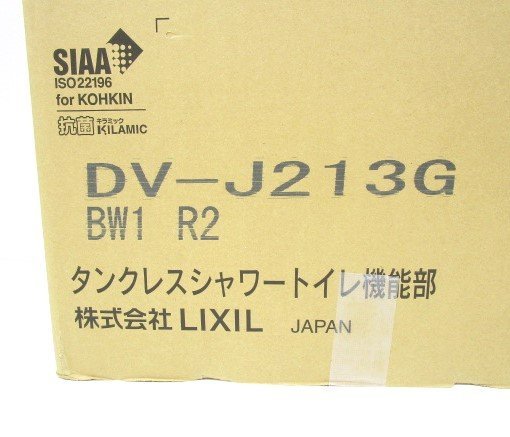 SIAA
ISO22196
for KOHKIN
抗菌 キラミック KILAMIC
DV-J213G
BW1 R2
タンクレスシャワートイレ機能部
株式会社 LIXIL JAPAN